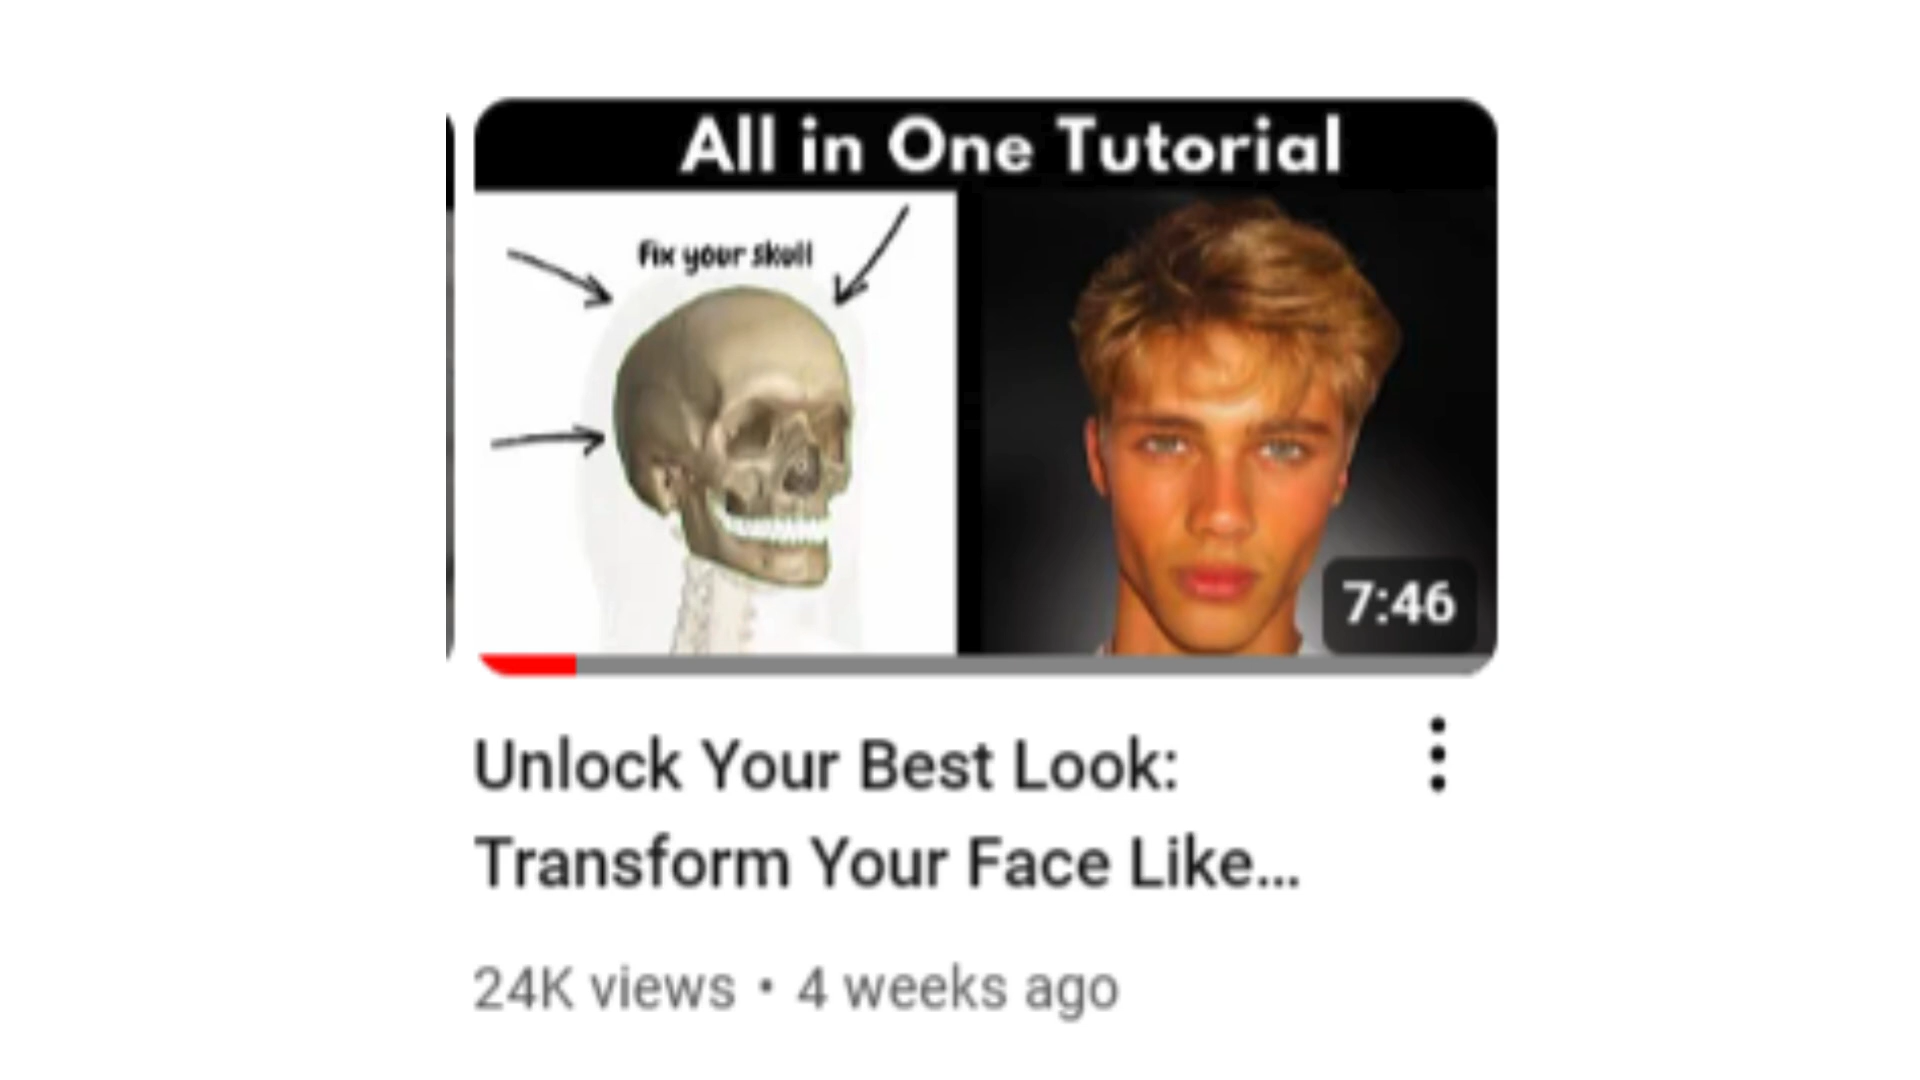 All in One Tutorial
Fix your skull
7:46
Unlock Your Best Look:
Transform Your Face Like...
24K views • 4 weeks ago